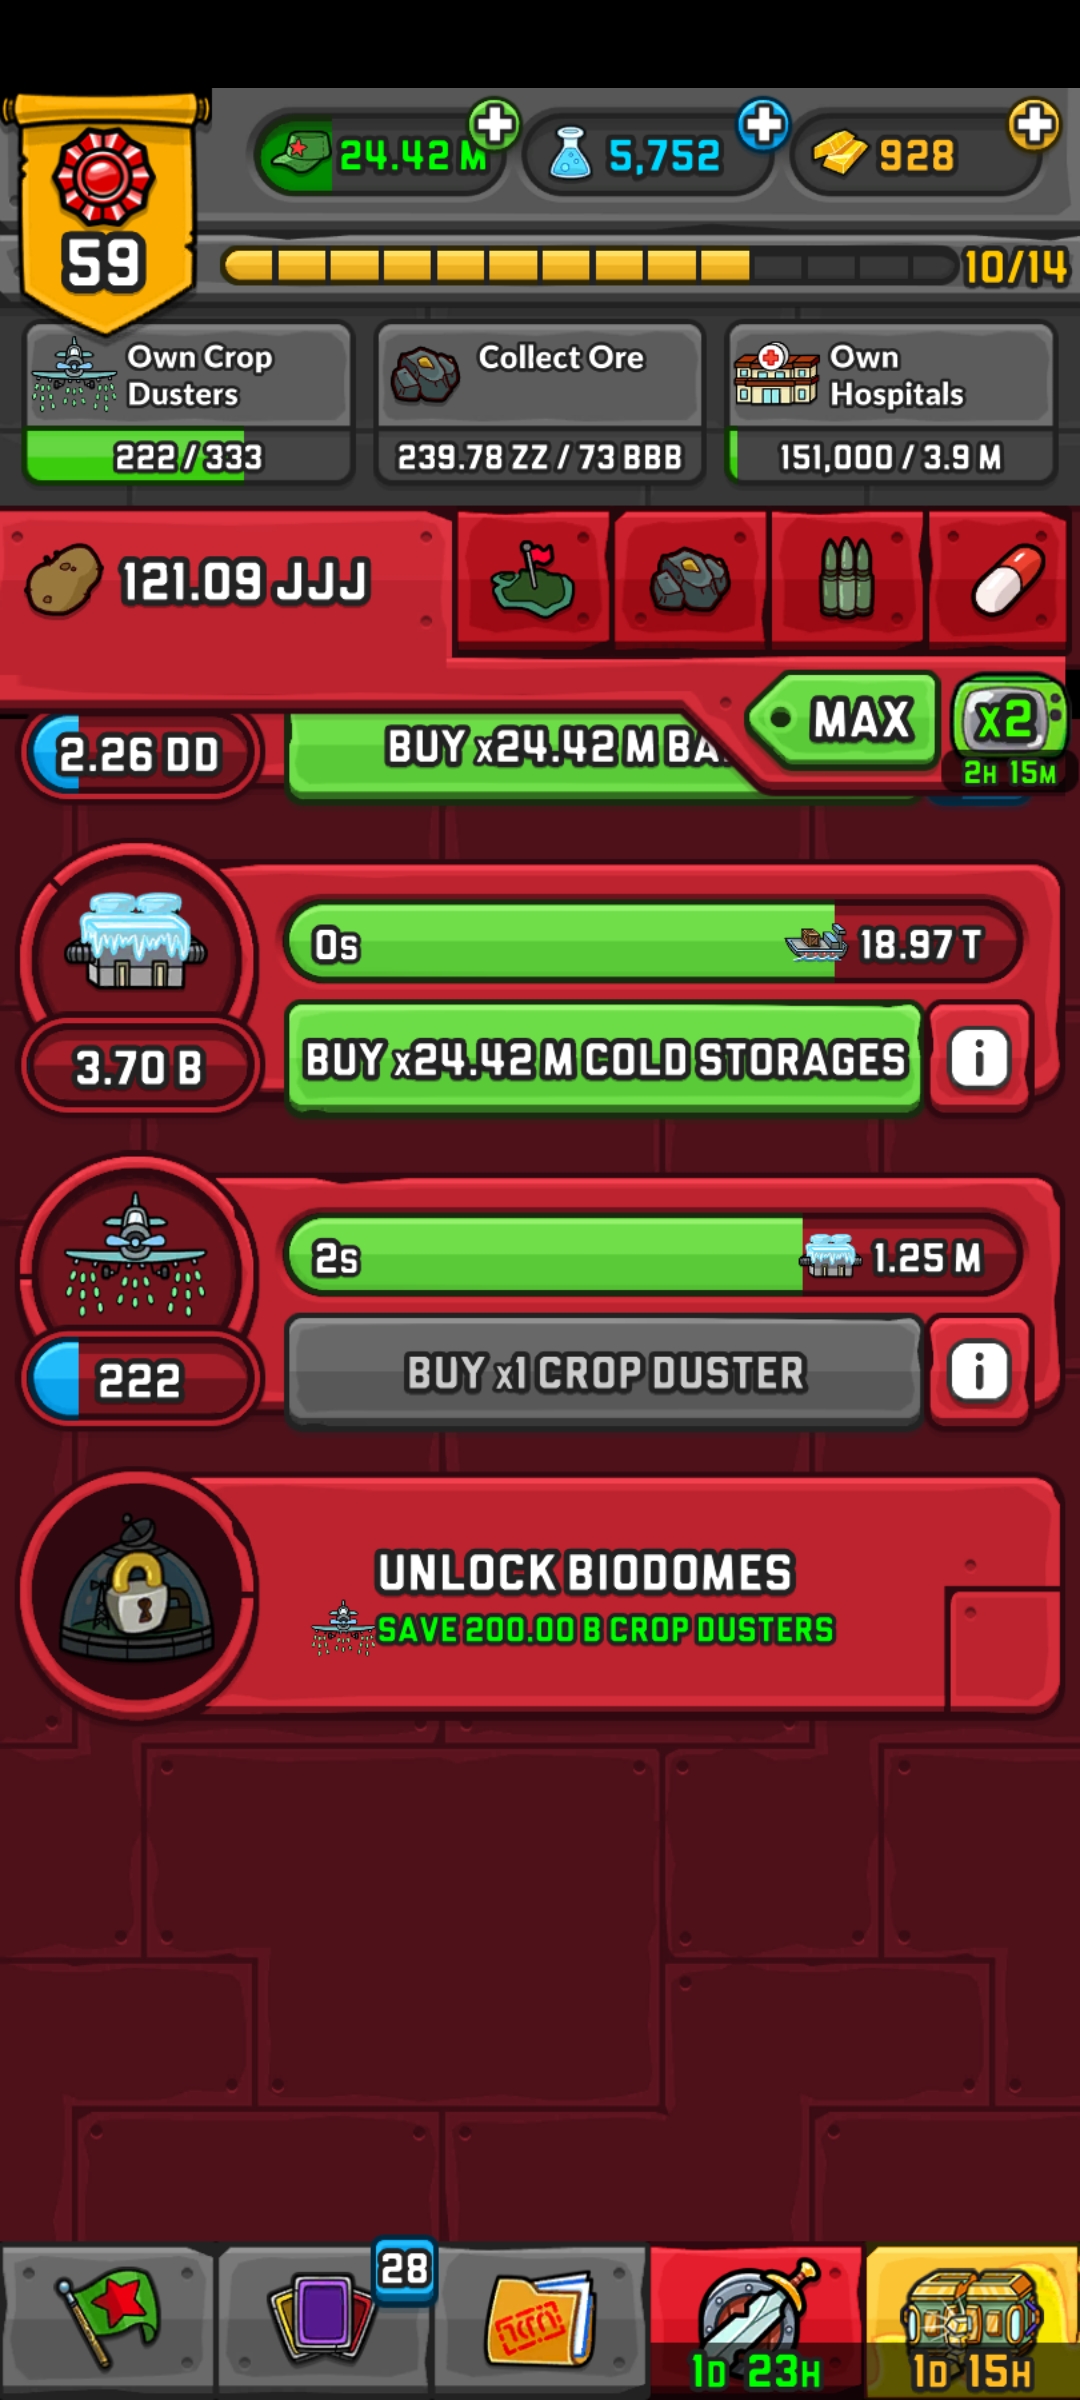 24.42 M
5,752
928
59
10/14
Own Crop
Dusters
222 / 333
Collect Ore
239.78 ZZ / 73 BBB
Own
Hospitals
151,000 / 3.9 M
121.09 JJJ
MAX
x2
2H 15M
2.26 DD
BUY x24.42 M BA
0s
18.97 T
3.70 B
BUY x24.42 M COLD STORAGES
i
2s
1.25 M
222
BUY x1 CROP DUSTER
i
UNLOCK BIODOMES
SAVE 200.00 B CROP DUSTERS
28
1D 23H
1D 15H